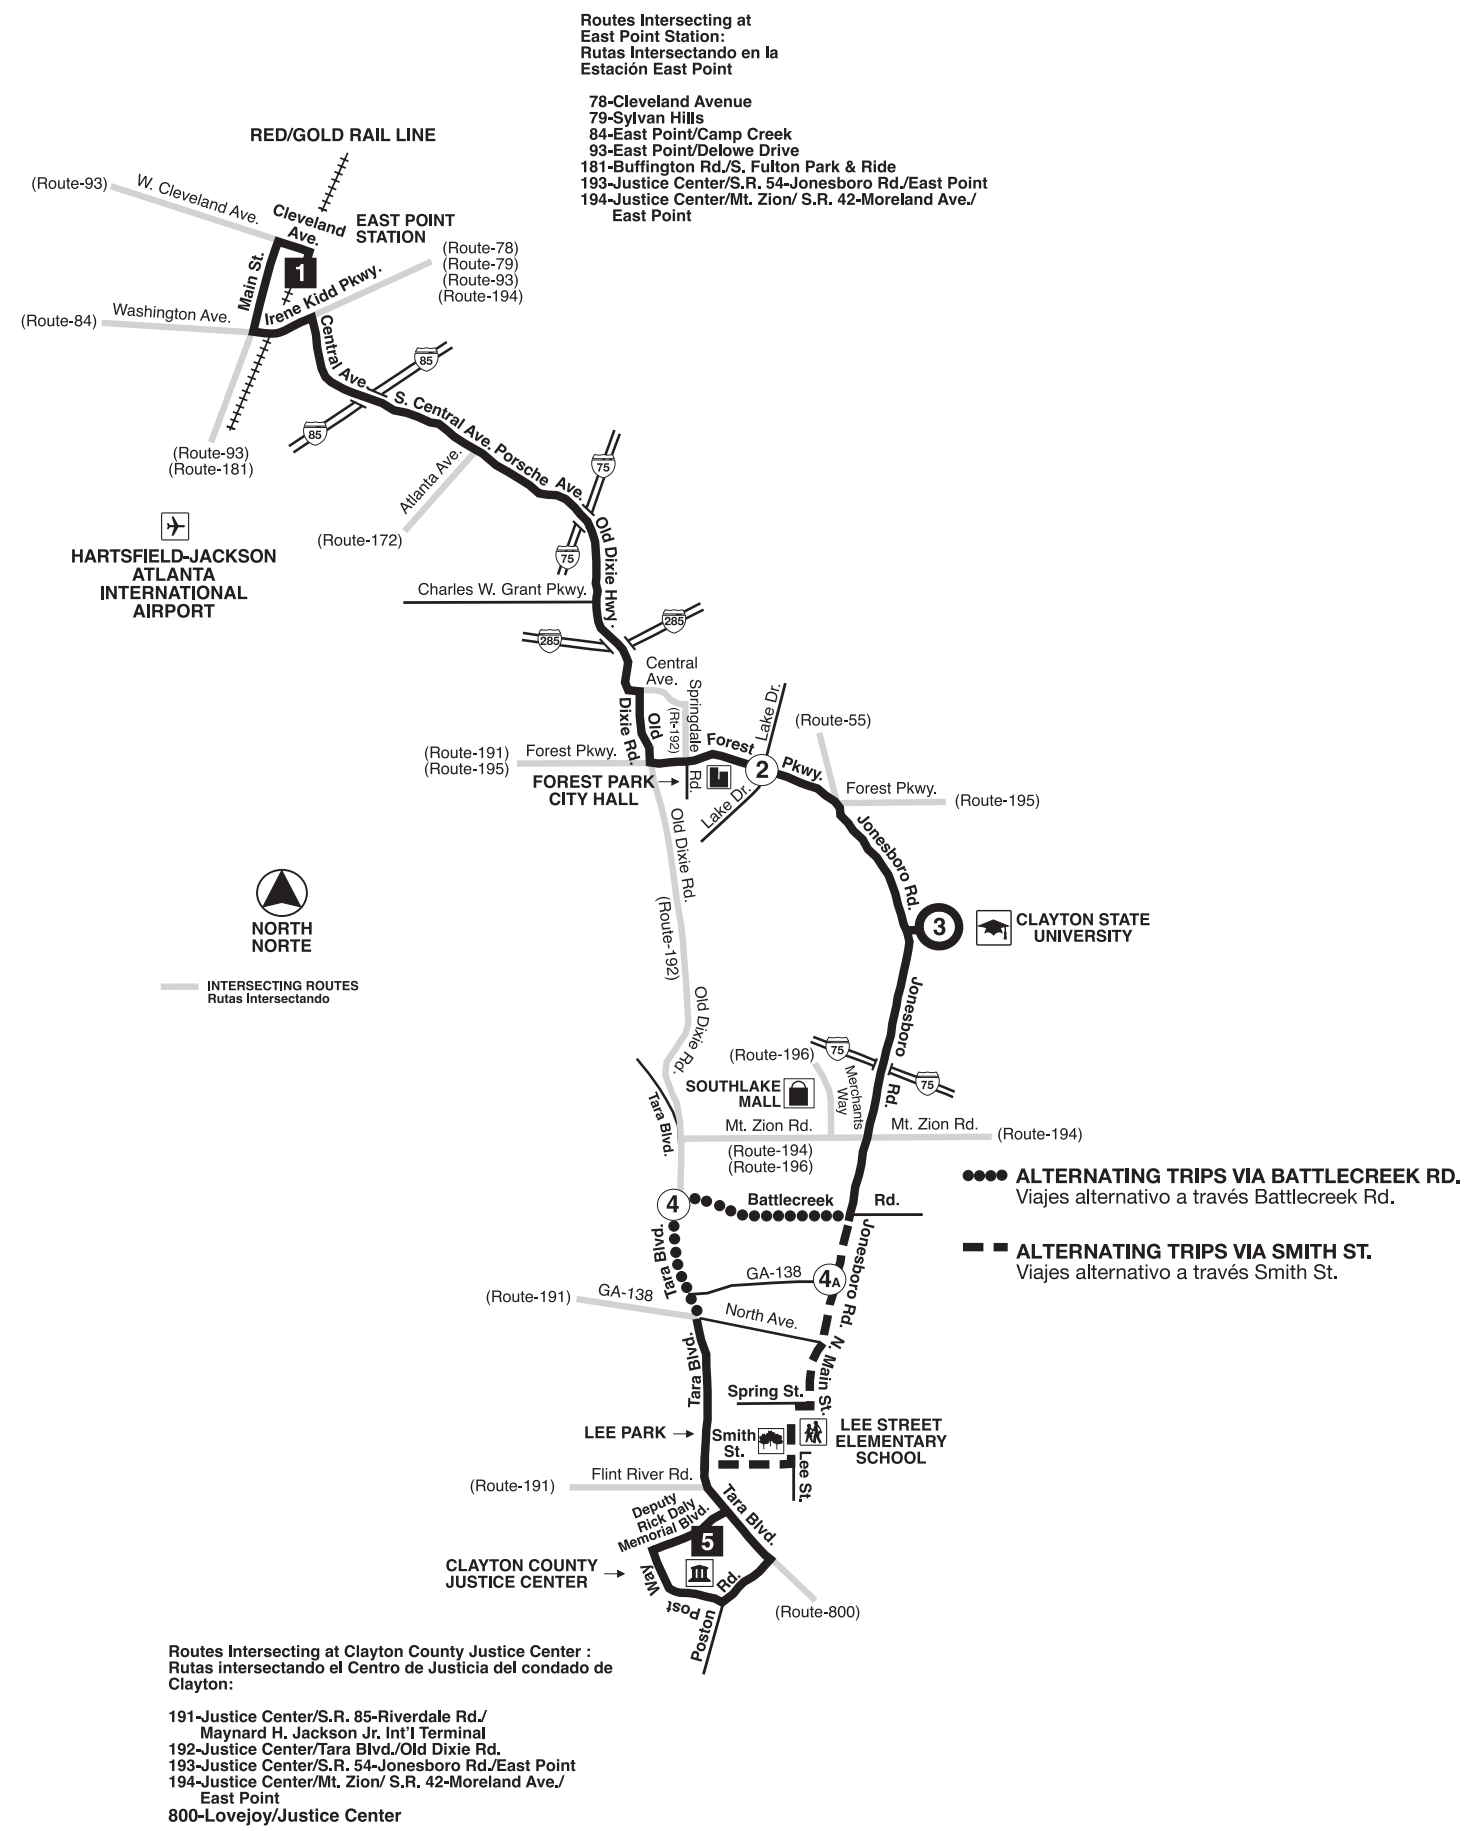 Routes Intersecting at
East Point Station:
Rutas Intersectando en la
Estación East Point
78-Cleveland Avenue
79-Sylvan Hills
84-East Point/Camp Creek
93-East Point/Delowe Drive
181-Buffington Rd./S. Fulton Park & Ride
193-Justice Center/S.R. 54-Jonesboro Rd./East Point
194-Justice Center/Mt. Zion/ S.R. 42-Moreland Ave./
East Point
RED/GOLD RAIL LINE
(Route-93)
W. Cleveland Ave.
Cleveland
Ave.
EAST POINT
STATION
1
Main St.
Irene Kidd Pkwy.
(Route-78)
(Route-79)
(Route-93)
(Route-194)
(Route-84)
Washington Ave.
Central Ave.
85
85
S. Central Ave.
Porsche Ave.
(Route-93)
(Route-181)
Atlanta Ave.
(Route-172)
75
75
HARTSFIELD-JACKSON
ATLANTA
INTERNATIONAL
AIRPORT
Old Dixie Hwy.
Charles W. Grant Pkwy.
285
285
Central
Ave.
Springdale
Rd.
(Rt-192)
Old
Dixie Rd.
Lake Dr.
(Route-55)
(Route-191)
(Route-195)
Forest Pkwy.
Forest
Pkwy.
2
FOREST PARK
CITY HALL
Lake Dr.
Forest Pkwy.
(Route-195)
Old Dixie Rd.
Jonesboro Rd.
NORTH
NORTE
(Route-192)
3
CLAYTON STATE
UNIVERSITY
INTERSECTING ROUTES
Rutas Intersectando
Old Dixie Rd.
Jonesboro
Rd.
75
75
(Route-196)
Merchants
Way
SOUTHLAKE
MALL
Tara Blvd.
Mt. Zion Rd.
(Route-194)
(Route-196)
Mt. Zion Rd.
(Route-194)
ALTERNATING TRIPS VIA BATTLECREEK RD.
Viajes alternativo a través Battlecreek Rd.
4
Battlecreek
Rd.
Tara Blvd.
Jonesboro Rd.
ALTERNATING TRIPS VIA SMITH ST.
Viajes alternativo a través Smith St.
GA-138
4A
(Route-191)
GA-138
North Ave.
Tara Blvd.
N. Main St.
Spring St.
LEE PARK
Smith
St.
LEE STREET
ELEMENTARY
SCHOOL
Lee St.
(Route-191)
Flint River Rd.
Deputy
Rick Daly
Memorial Blvd.
Tara Blvd.
5
CLAYTON COUNTY
JUSTICE CENTER
Way
Post
Rd.
Poston
(Route-800)
Routes Intersecting at Clayton County Justice Center :
Rutas intersectando el Centro de Justicia del condado de
Clayton:
191-Justice Center/S.R. 85-Riverdale Rd./
Maynard H. Jackson Jr. Int'l Terminal
192-Justice Center/Tara Blvd./Old Dixie Rd.
193-Justice Center/S.R. 54-Jonesboro Rd./East Point
194-Justice Center/Mt. Zion/ S.R. 42-Moreland Ave./
East Point
800-Lovejoy/Justice Center